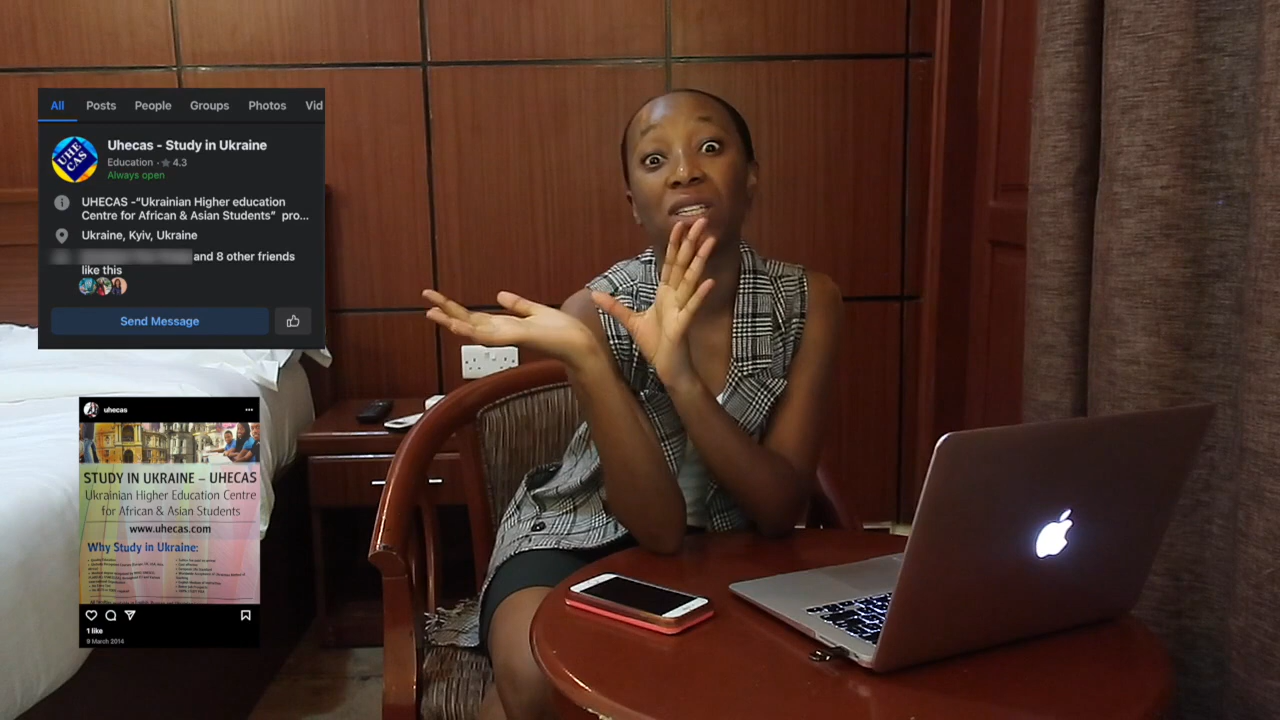 All Posts People Groups Photos Vid
UHE
CAS
Uhecas - Study in Ukraine
Education · ★ 4.3
Always open
UHECAS -“Ukrainian Higher education
Centre for African & Asian Students” pro...
Ukraine, Kyiv, Ukraine
and 8 other friends
like this
Send Message
uhecas
STUDY IN UKRAINE – UHECAS
Ukrainian Higher Education Centre
for African & Asian Students
www.uhecas.com
Why Study in Ukraine:
1 like
9 March 2014